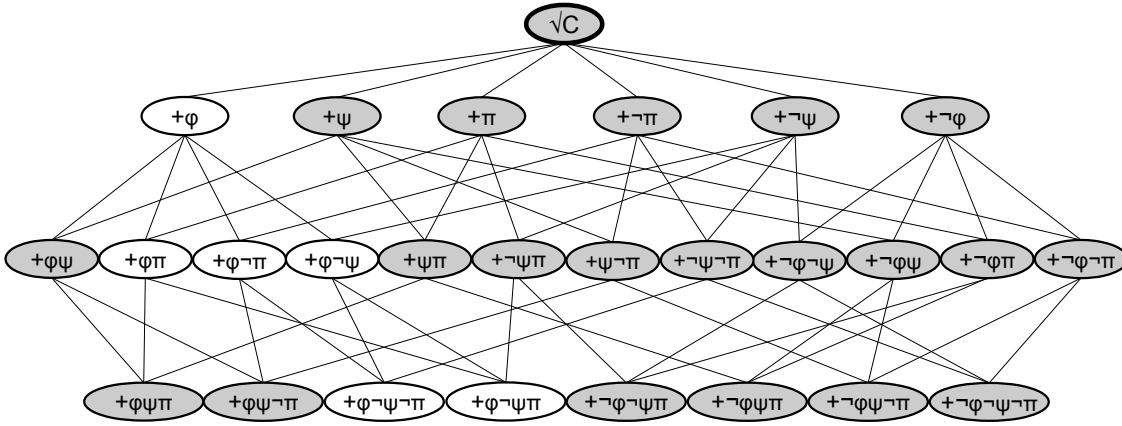 √C
+φ +ψ +π +¬π +¬ψ +¬φ
+φψ +φπ +φ¬π +φ¬ψ +ψπ +¬ψπ +ψ¬π +¬ψ¬π +¬φ¬ψ +¬φψ +¬φπ +¬φ¬π
+φψπ +φψ¬π +φ¬ψ¬π +φ¬ψπ +¬φ¬ψπ +¬φψπ +¬φψ¬π +¬φ¬ψ¬π